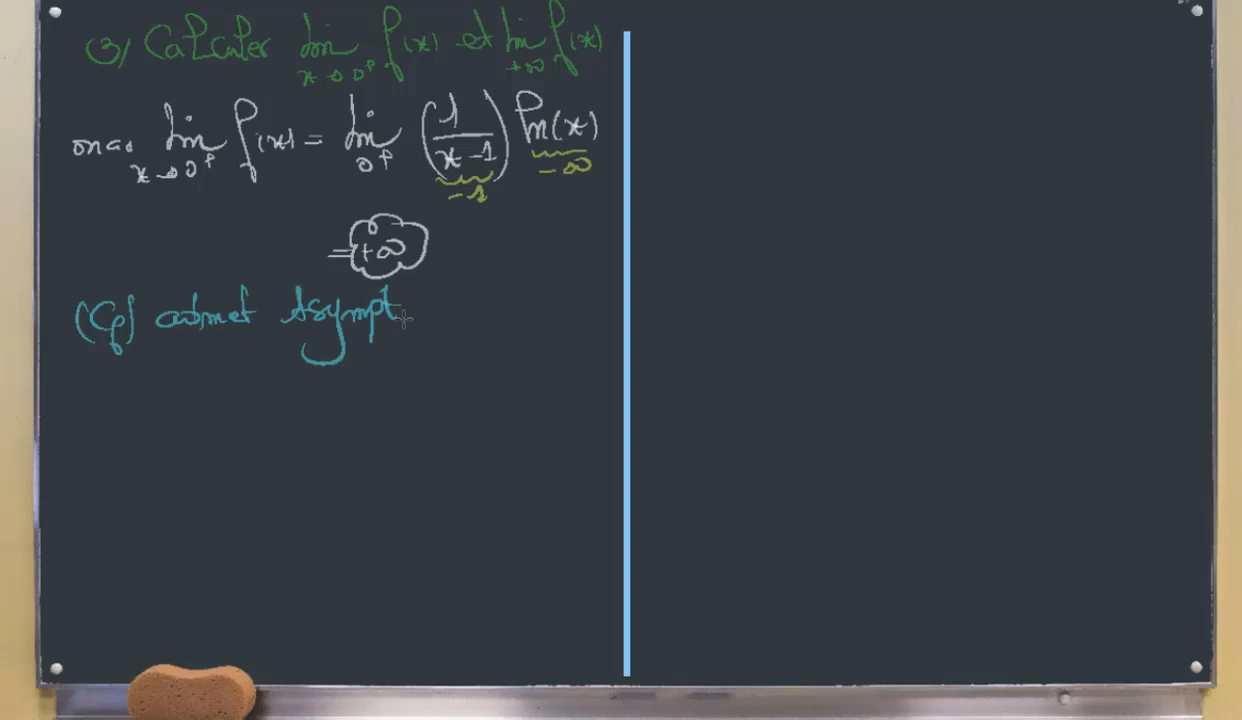 3) Calculer lim x→0⁺ f(x) et lim +∞ f(x)
on a: lim x→0⁺ f(x) = lim 0⁺ (1/(x-1)) ln(x)
-1 -∞
= +∞
(Cf) admet Asympt